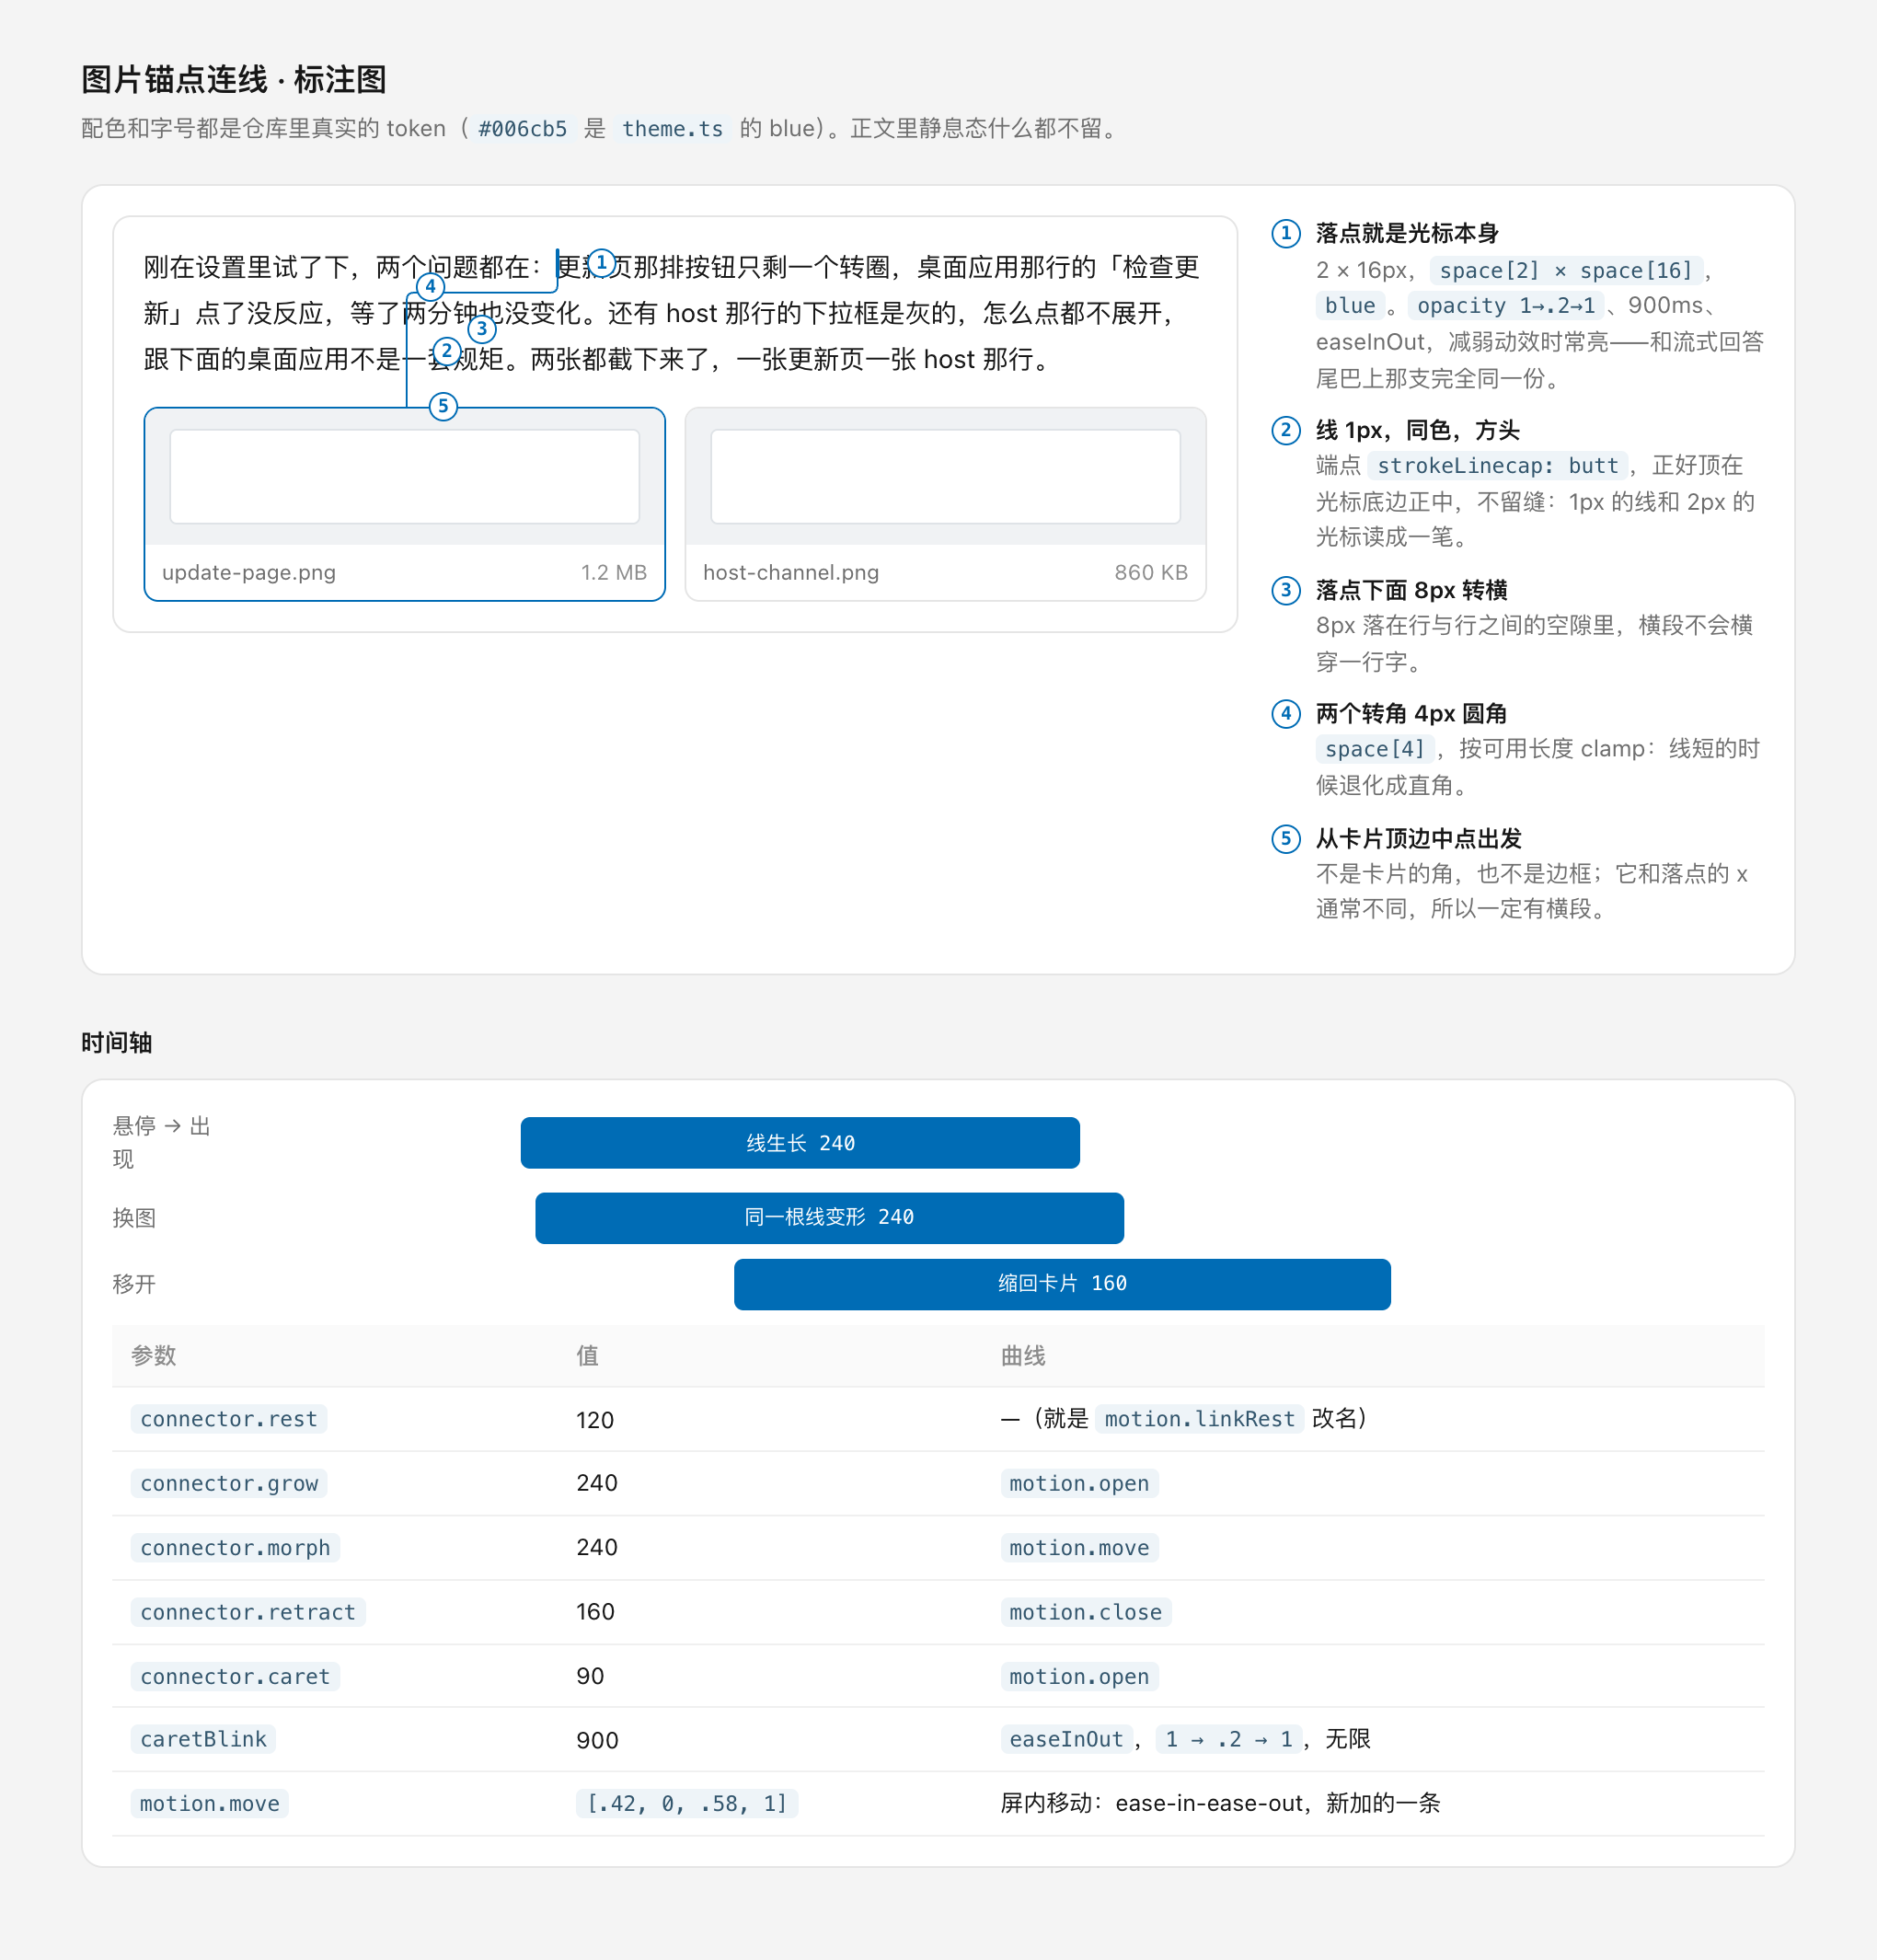 图片锚点连线 · 标注图
配色和字号都是仓库里真实的 token（ #006cb5 是 theme.ts 的 blue）。正文里静息态什么都不留。
刚在设置里试了下，两个问题都在：更新页那排按钮只剩一个转圈，桌面应用那行的「检查更
新」点了没反应，等了两分钟也没变化。还有 host 那行的下拉框是灰的，怎么点都不展开，
跟下面的桌面应用不是一套规矩。两张都截下来了，一张更新页一张 host 那行。
1
4
3
2
5
update-page.png 1.2 MB
host-channel.png 860 KB
1 落点就是光标本身
2 × 16px， space[2] × space[16] ，
blue 。 opacity 1→.2→1 、900ms、
easeInOut，减弱动效时常亮——和流式回答
尾巴上那支完全同一份。
2 线 1px，同色，方头
端点 strokeLinecap: butt ，正好顶在
光标底边正中，不留缝：1px 的线和 2px 的
光标读成一笔。
3 落点下面 8px 转横
8px 落在行与行之间的空隙里，横段不会横
穿一行字。
4 两个转角 4px 圆角
space[4] ，按可用长度 clamp：线短的时
候退化成直角。
5 从卡片顶边中点出发
不是卡片的角，也不是边框；它和落点的 x
通常不同，所以一定有横段。
时间轴
悬停 → 出
现
线生长 240
换图 同一根线变形 240
移开 缩回卡片 160
参数 值 曲线
connector.rest 120 —（就是 motion.linkRest 改名）
connector.grow 240 motion.open
connector.morph 240 motion.move
connector.retract 160 motion.close
connector.caret 90 motion.open
caretBlink 900 easeInOut ， 1 → .2 → 1 ，无限
motion.move [.42, 0, .58, 1] 屏内移动：ease-in-ease-out，新加的一条